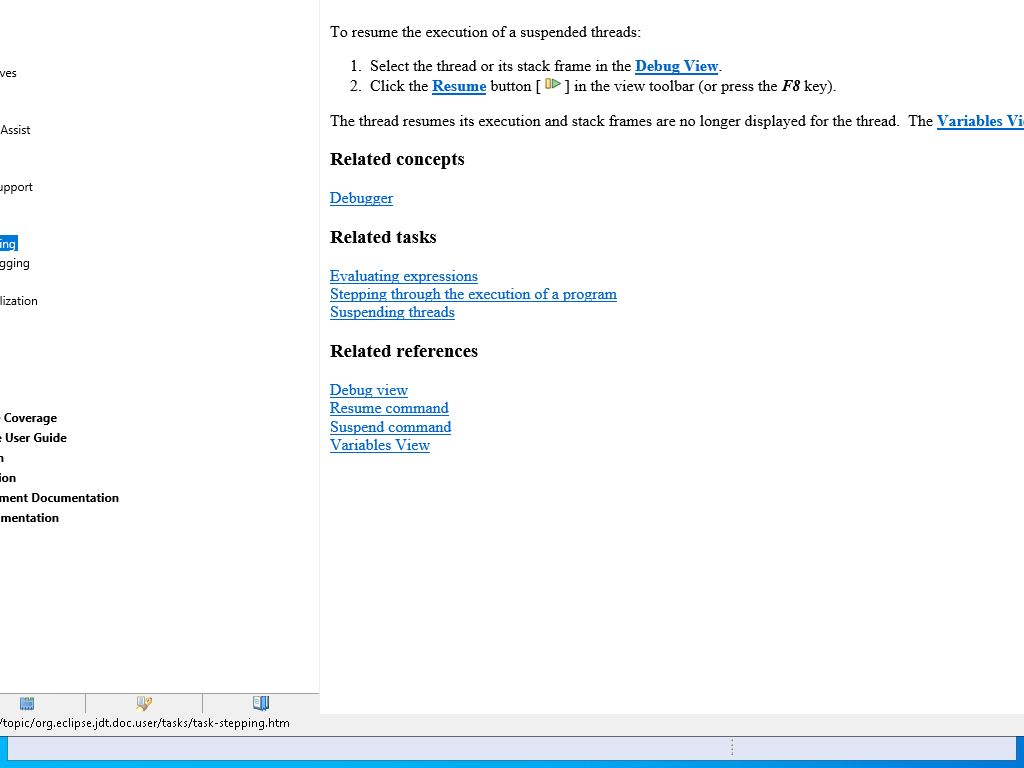 To resume the execution of a suspended threads:
1. Select the thread or its stack frame in the Debug View.
2. Click the Resume button [ ] in the view toolbar (or press the F8 key).
The thread resumes its execution and stack frames are no longer displayed for the thread. The Variables Vi
Related concepts
Debugger
Related tasks
Evaluating expressions
Stepping through the execution of a program
Suspending threads
Related references
Debug view
Resume command
Suspend command
Variables View
ves
Assist
upport
ing
gging
lization
Coverage
e User Guide
n
ion
ment Documentation
mentation
/topic/org.eclipse.jdt.doc.user/tasks/task-stepping.htm